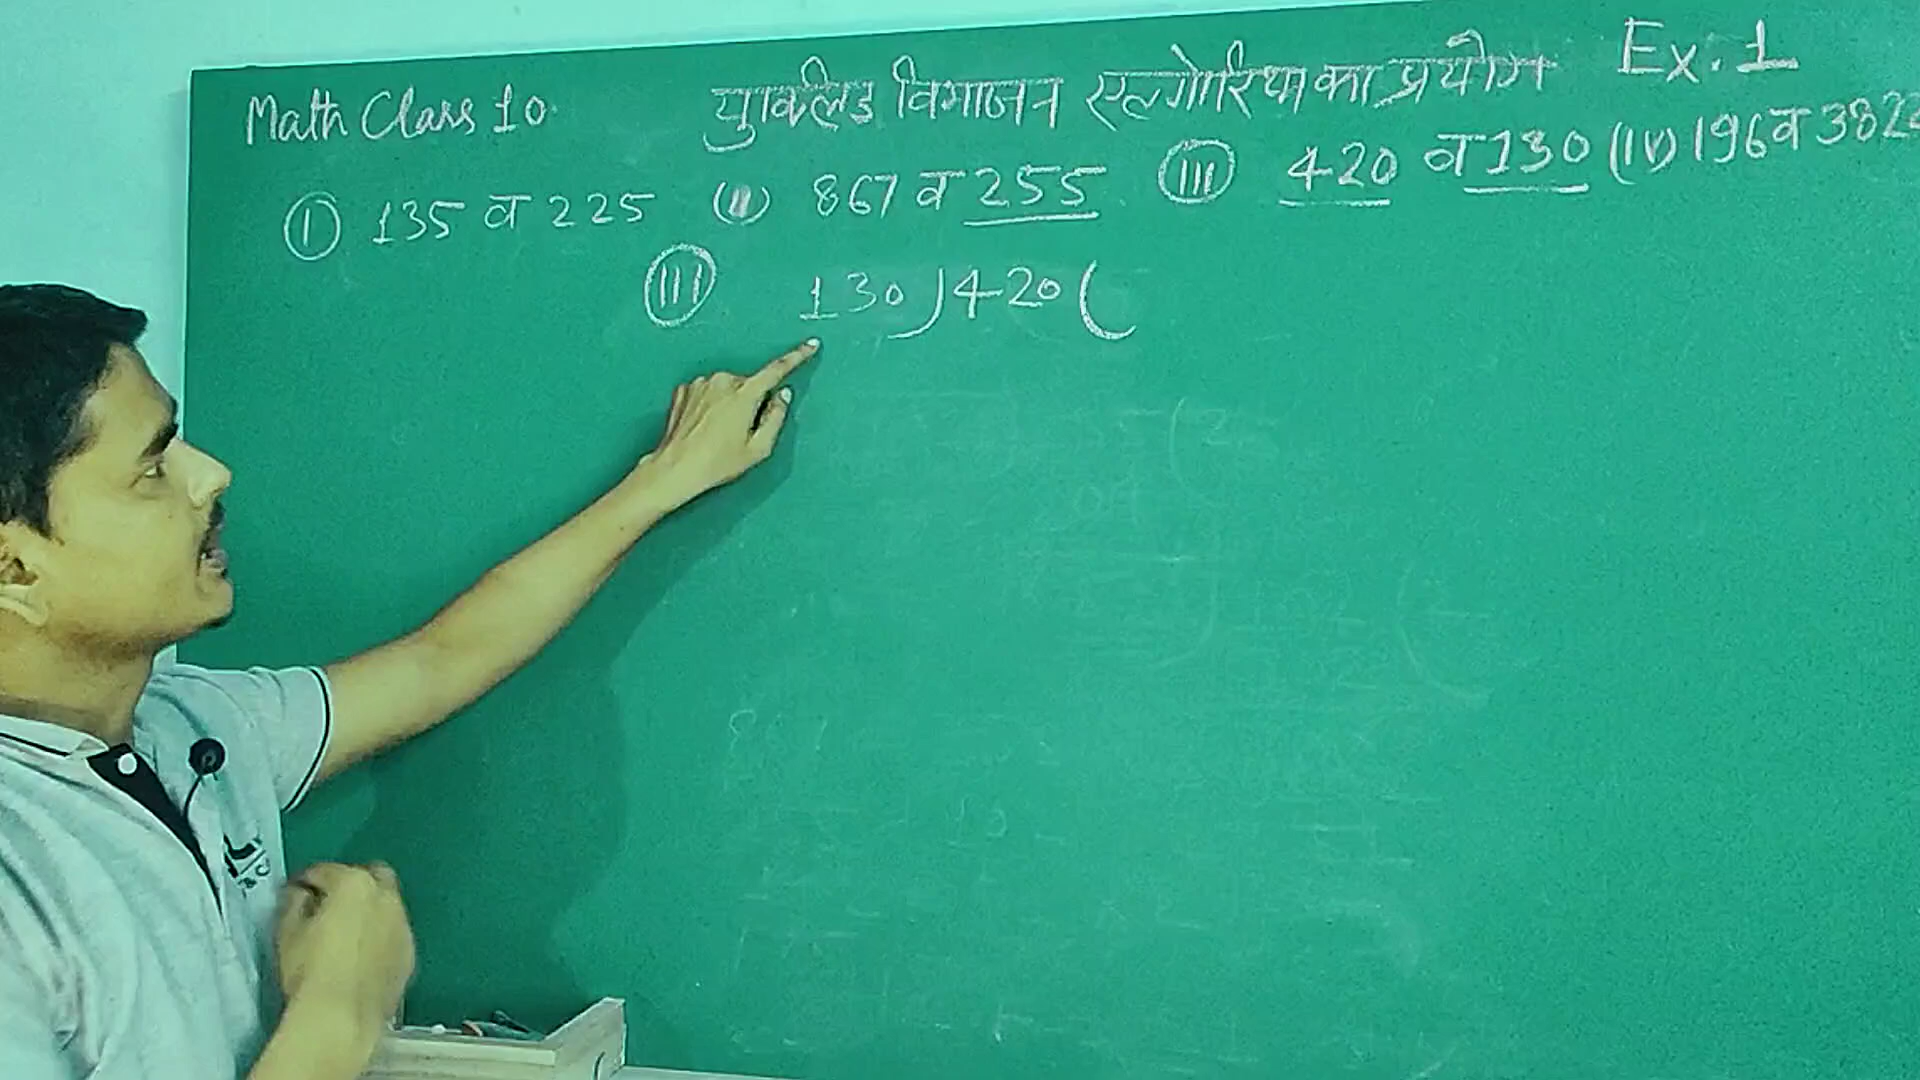 Math Class 10 युक्लिड विभाजन एल्गोरिथ्म का प्रयोग Ex. 1
(I) 135 व 225 (II) 867 व 255 (III) 420 व 130 (IV) 196 व 3822
(III) 130)420(